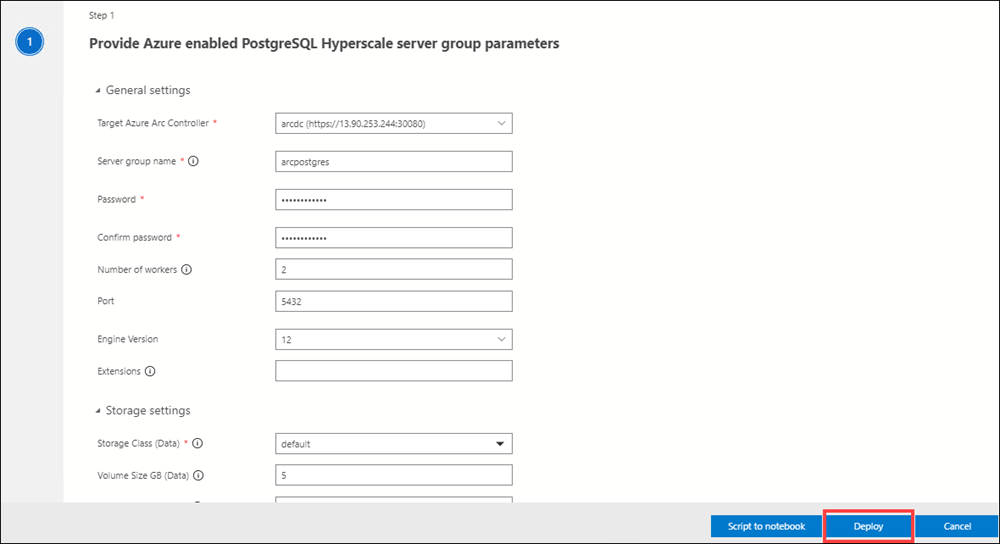 Step 1
1
Provide Azure enabled PostgreSQL Hyperscale server group parameters
General settings
Target Azure Arc Controller * arcdc (https://13.90.253.244:30080)
Server group name * arcpostgres
Password * ••••••••••••
Confirm password * ••••••••••••
Number of workers 2
Port 5432
Engine Version 12
Extensions
Storage settings
Storage Class (Data) * default
Volume Size GB (Data) 5
Script to notebook Deploy Cancel